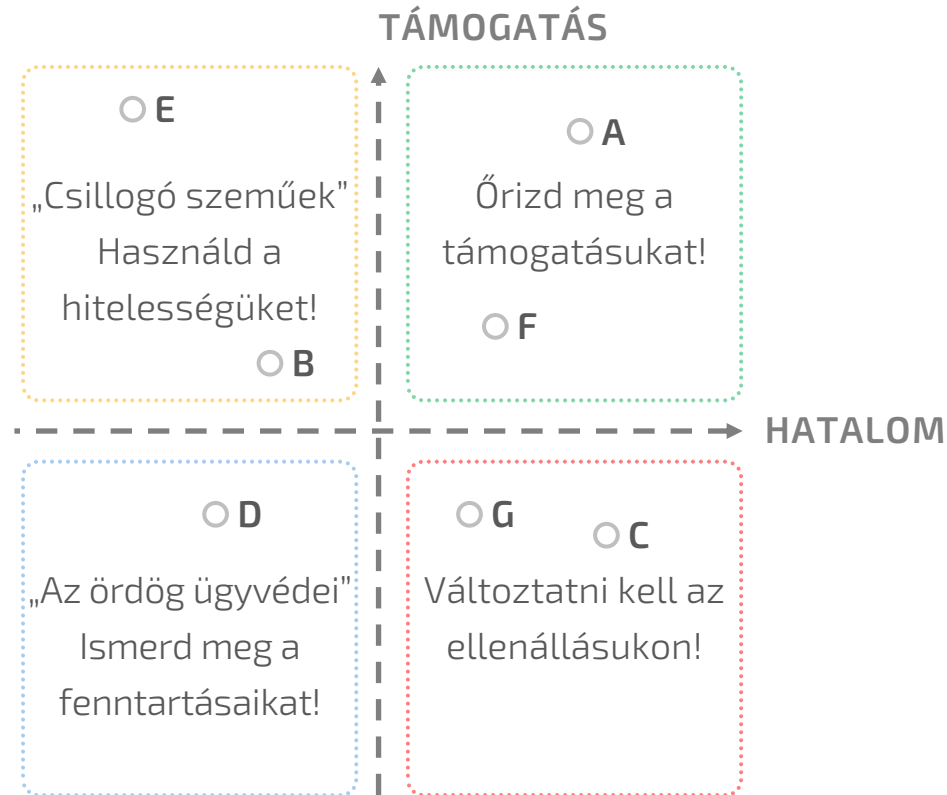 TÁMOGATÁS
E
„Csillogó szeműek”
Használd a
hitelességüket!
B
A
Őrizd meg a
támogatásukat!
F
HATALOM
D
„Az ördög ügyvédei”
Ismerd meg a
fenntartásaikat!
G
C
Változtatni kell az
ellenállásukon!